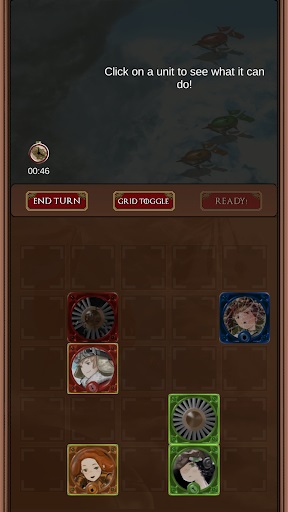 Click on a unit to see what it can
do!
00:46
END TURN
GRID TOGGLE
READY!